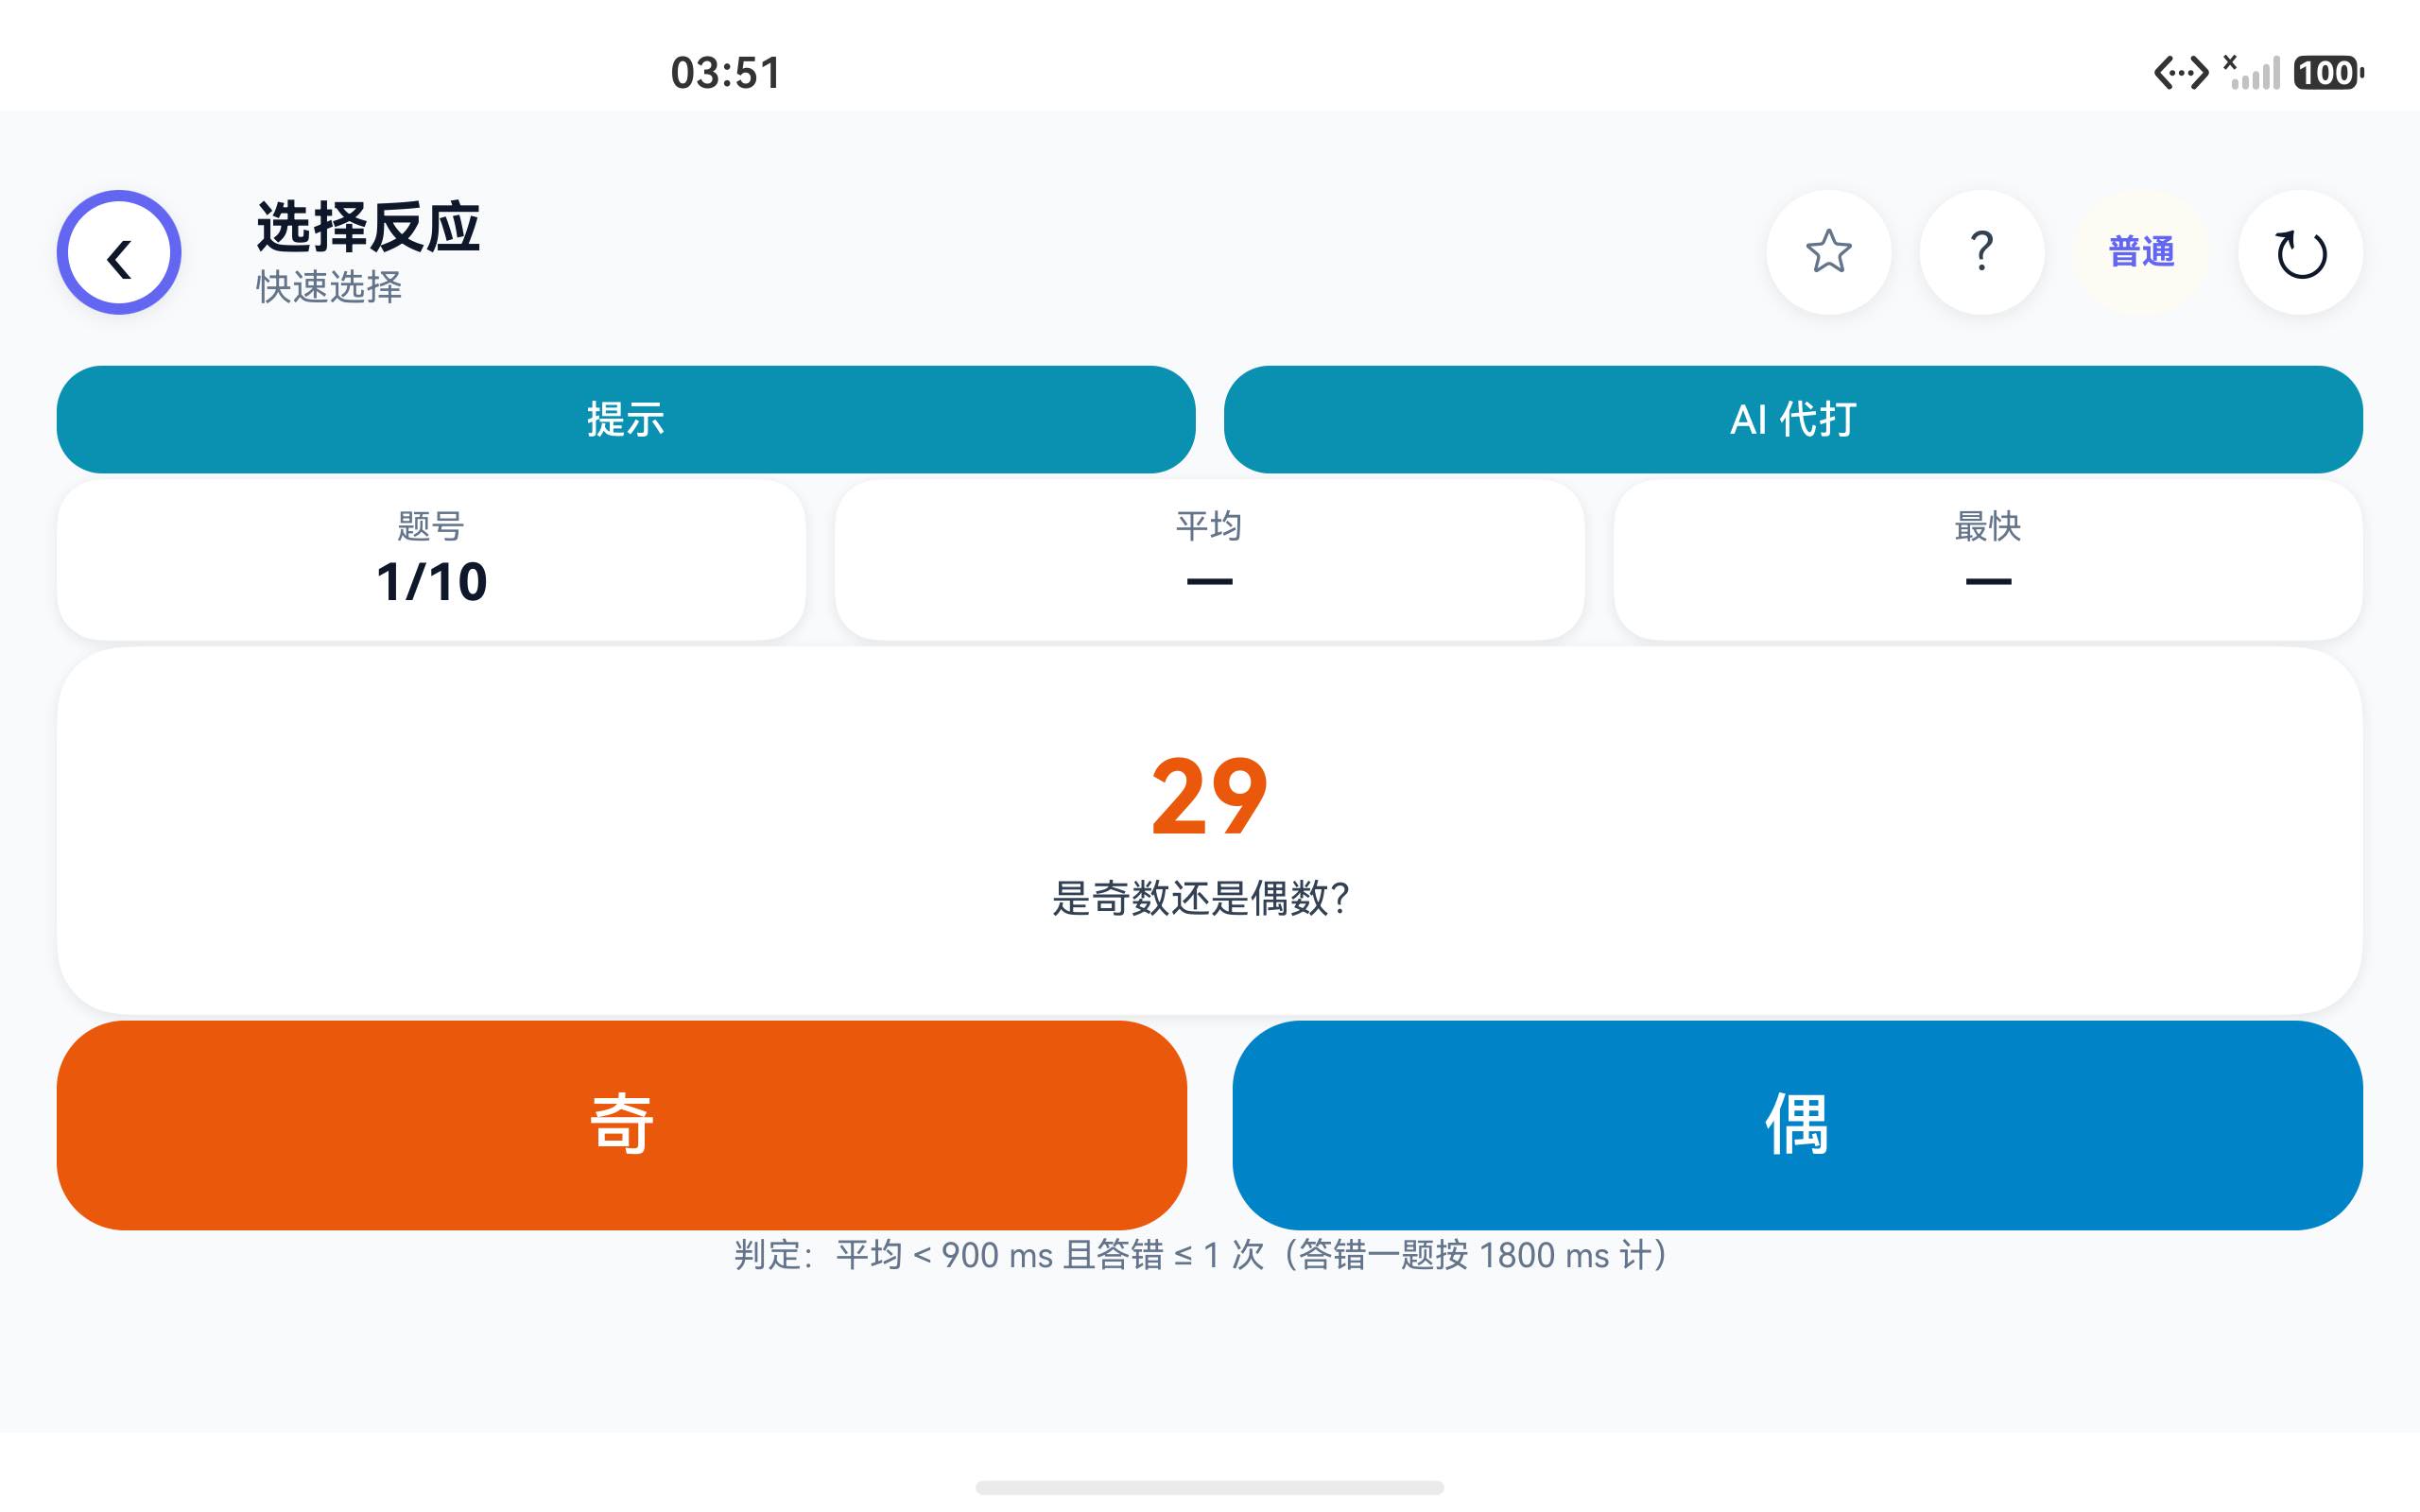 03:51
100
选择反应
快速选择
?
普通
提示
AI 代打
题号
1/10
平均
—
最快
—
29
是奇数还是偶数？
奇
偶
判定：平均 < 900 ms 且答错 ≤ 1 次（答错一题按 1800 ms 计）